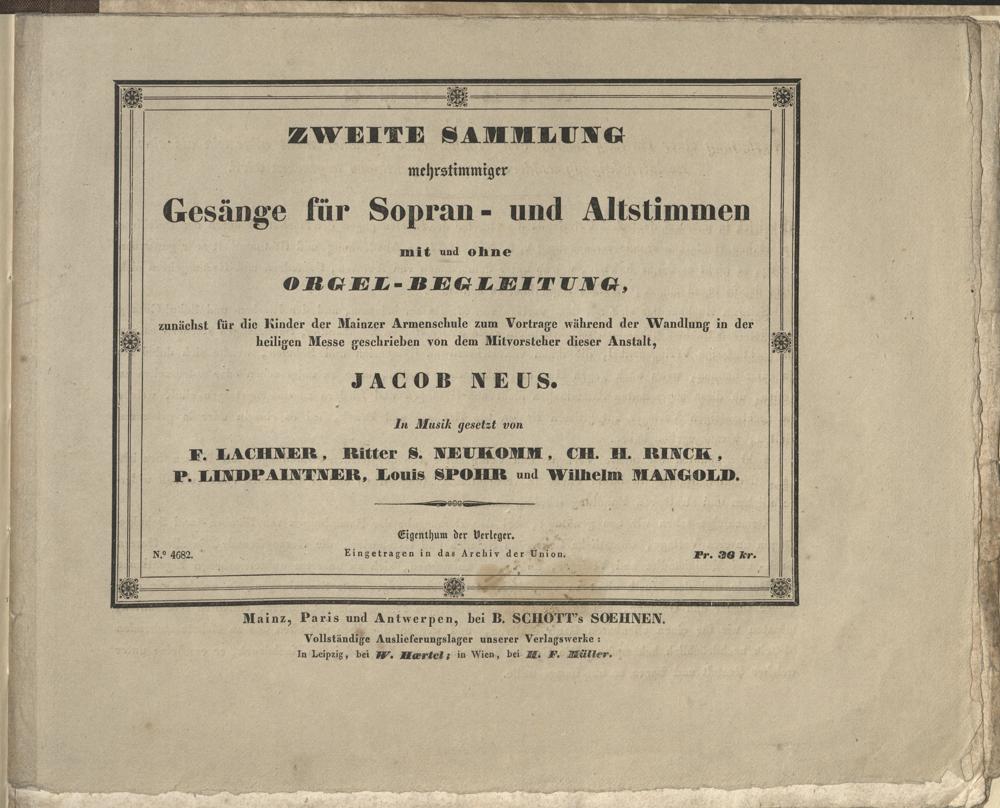 ZWEITE SAMMLUNG
mehrstimmiger
Gesänge für Sopran- und Altstimmen
mit und ohne
ORGEL-BEGLEITUNG,
zunächst für die Kinder der Mainzer Armenschule zum Vortrage während der Wandlung in der
heiligen Messe geschrieben von dem Mitvorsteher dieser Anstalt,
JACOB NEUS.
In Musik gesetzt von
F. LACHNER, Ritter S. NEUKOMM, CH. H. RINCK,
P. LINDPAINTNER, Louis SPOHR und Wilhelm MANGOLD.
Eigenthum der Verleger.
N.º 4682. Eingetragen in das Archiv der Union. Pr. 36 kr.
Mainz, Paris und Antwerpen, bei B. SCHOTT's SOEHNEN.
Vollständige Auslieferungslager unserer Verlagswerke:
In Leipzig, bei W. Hærtel; in Wien, bei H. F. Müller.